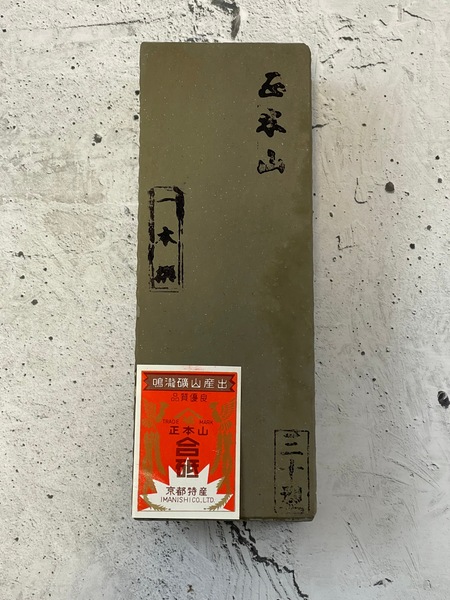 正本山
一本撰
三十型
鳴瀧礦山産出
品質優良
TRADE MARK
正本山
合砥
京都特産
IMANISHI CO., LTD.